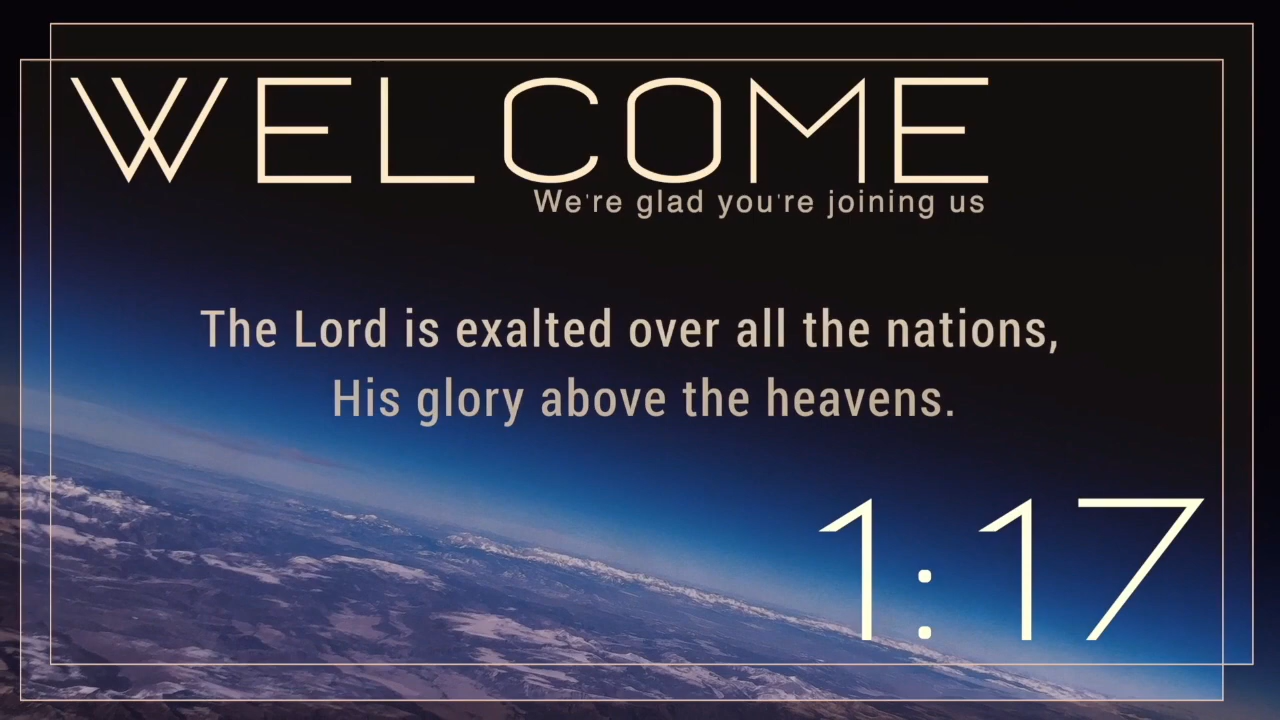 WELCOME
We're glad you're joining us
The Lord is exalted over all the nations,
His glory above the heavens.
1:17